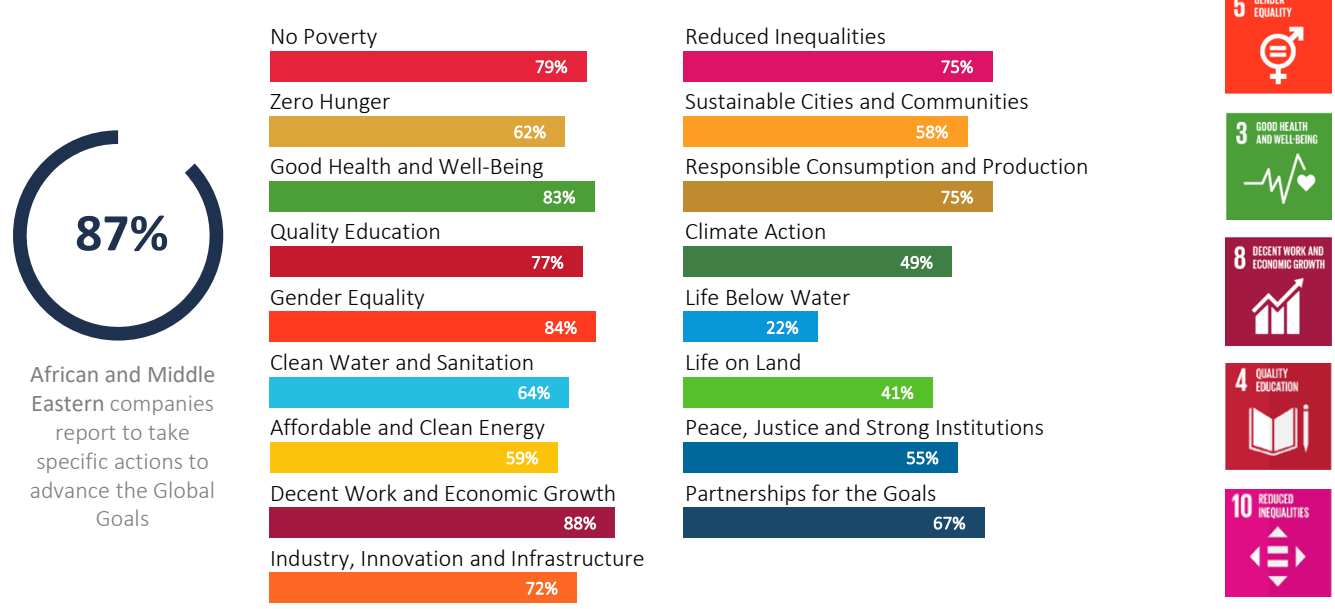 87%
African and Middle
Eastern companies
report to take
specific actions to
advance the Global
Goals
No Poverty
79%
Zero Hunger
62%
Good Health and Well-Being
83%
Quality Education
77%
Gender Equality
84%
Clean Water and Sanitation
64%
Affordable and Clean Energy
59%
Decent Work and Economic Growth
88%
Industry, Innovation and Infrastructure
72%
Reduced Inequalities
75%
Sustainable Cities and Communities
58%
Responsible Consumption and Production
75%
Climate Action
49%
Life Below Water
22%
Life on Land
41%
Peace, Justice and Strong Institutions
55%
Partnerships for the Goals
67%
5 GENDER
EQUALITY
3 GOOD HEALTH
AND WELL-BEING
8 DECENT WORK AND
ECONOMIC GROWTH
4 QUALITY
EDUCATION
10 REDUCED
INEQUALITIES